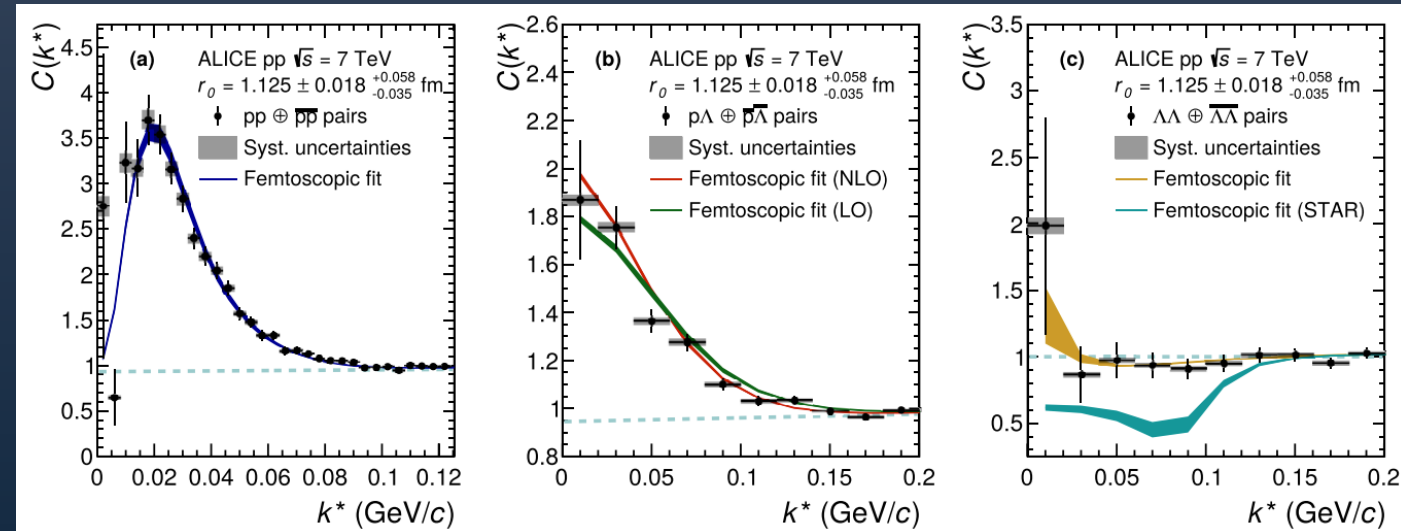 C(k*)
4.5
4
3.5
3
2.5
2
1.5
1
0.5
0
0
0.02
0.04
0.06
0.08
0.1
0.12
k* (GeV/c)
(a)
ALICE pp √s = 7 TeV
r₀ = 1.125 ± 0.018 +0.058 -0.035 fm
pp ⊕ p̅p̅ pairs
Syst. uncertainties
Femtoscopic fit
C(k*)
2.6
2.4
2.2
2
1.8
1.6
1.4
1.2
1
0.8
0
0.05
0.1
0.15
0.2
k* (GeV/c)
(b)
ALICE pp √s = 7 TeV
r₀ = 1.125 ± 0.018 +0.058 -0.035 fm
pΛ ⊕ p̅Λ̅ pairs
Syst. uncertainties
Femtoscopic fit (NLO)
Femtoscopic fit (LO)
C(k*)
3.5
3
2.5
2
1.5
1
0.5
0
0.05
0.1
0.15
0.2
k* (GeV/c)
ALICE pp √s = 7 TeV
(c)
r₀ = 1.125 ± 0.018 +0.058 -0.035 fm
ΛΛ ⊕ Λ̅Λ̅ pairs
Syst. uncertainties
Femtoscopic fit
Femtoscopic fit (STAR)